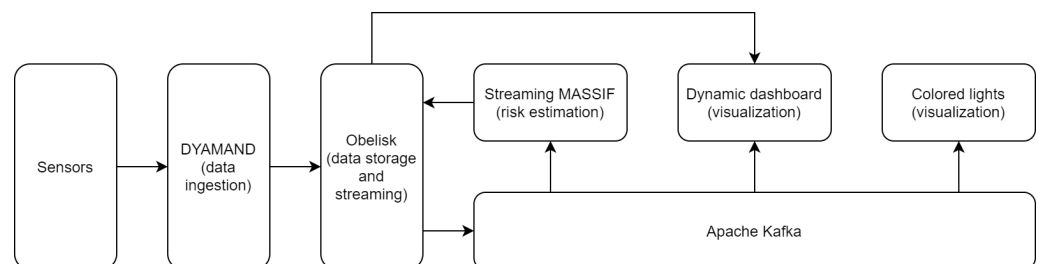 Sensors
DYAMAND
(data
ingestion)
Obelisk
(data storage
and
streaming)
Streaming MASSIF
(risk estimation)
Dynamic dashboard
(visualization)
Colored lights
(visualization)
Apache Kafka